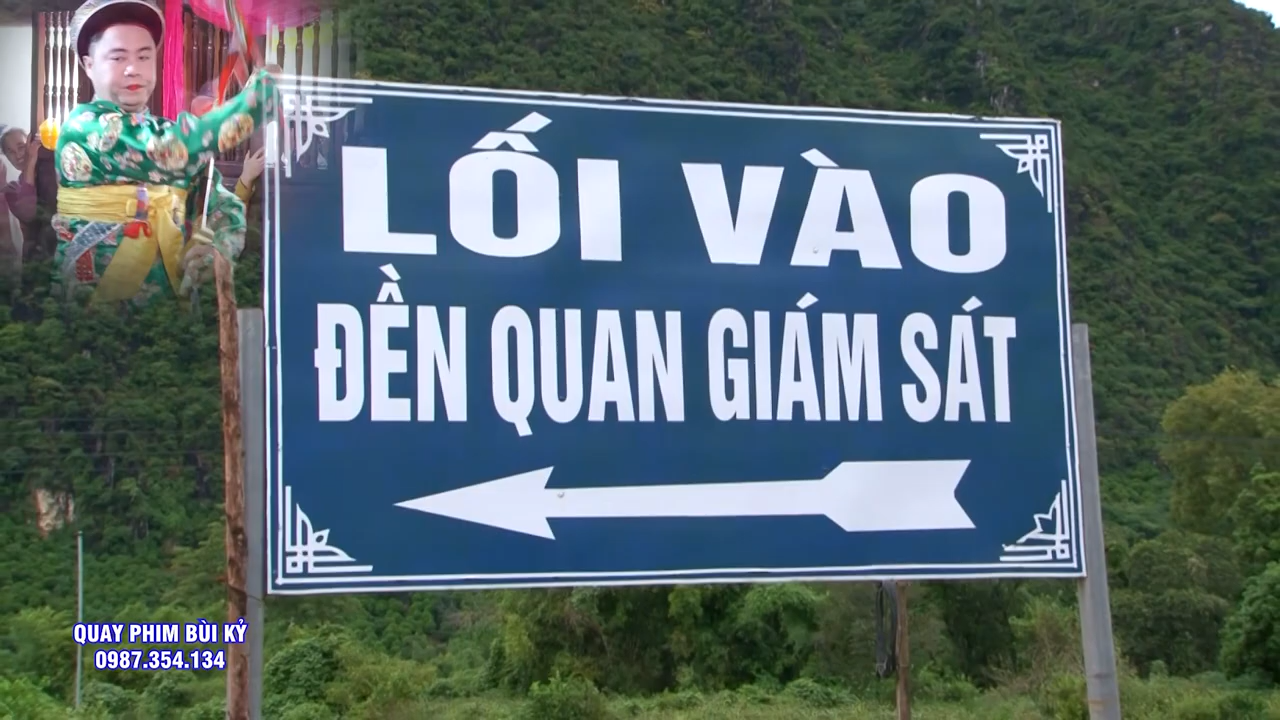 LỐI VÀO
ĐỀN QUAN GIÁM SÁT
QUAY PHIM BÙI KỶ
0987.354.134